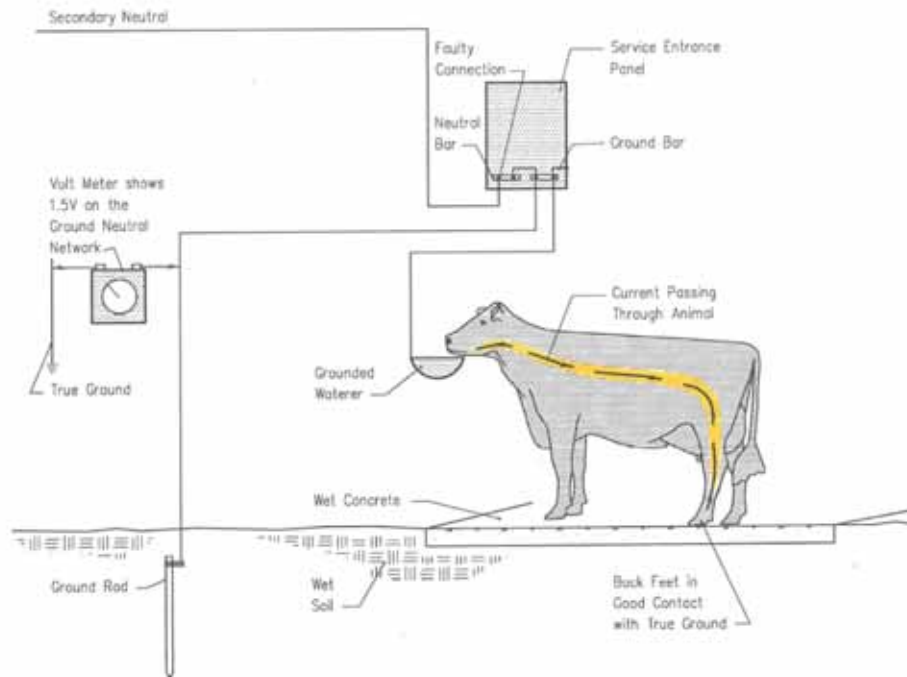 Secondary Neutral
Faulty
Connection
Service Entrance
Panel
Neutral
Bar
Ground Bar
Volt Meter shows
1.5V on the
Ground Neutral
Network
Current Passing
Through Animal
True Ground
Grounded
Waterer
Wet Concrete
Ground Rod
Wet
Soil
Back Feet in
Good Contact
with True Ground